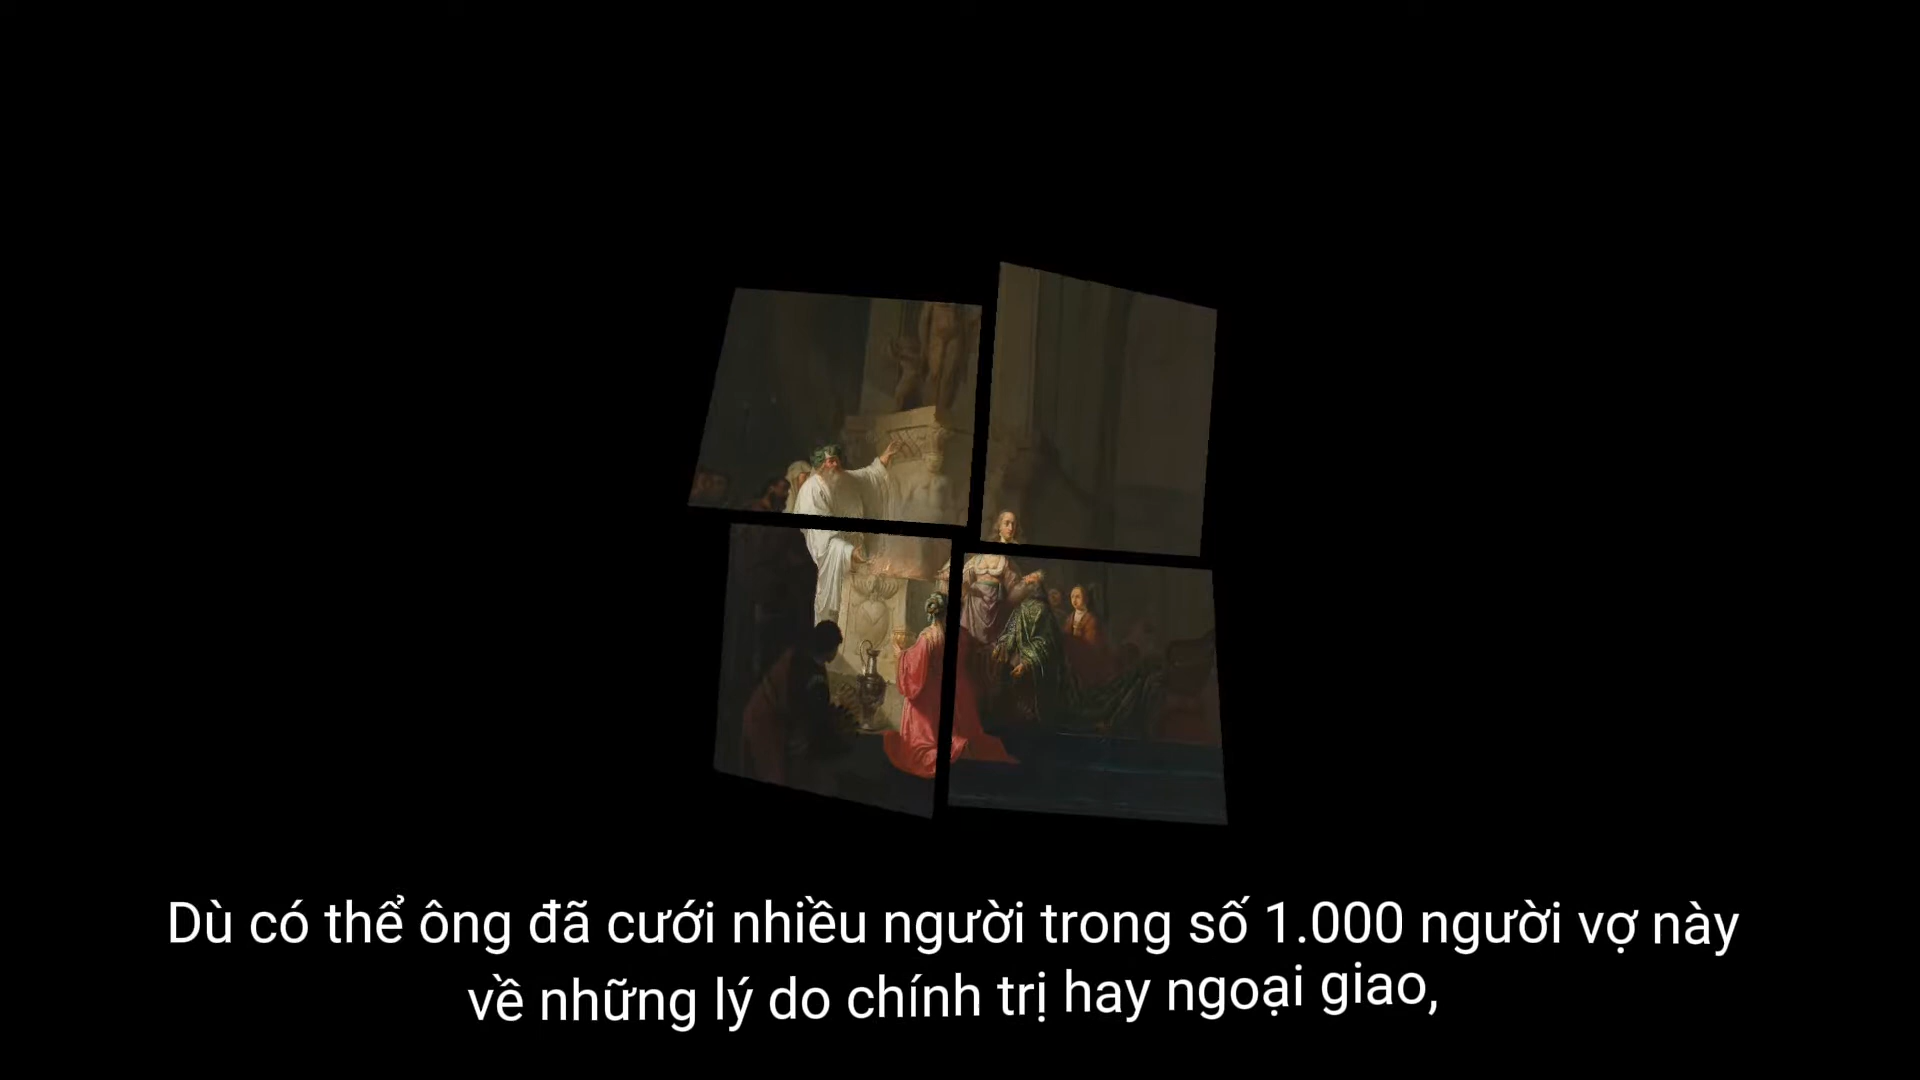 Dù có thể ông đã cưới nhiều người trong số 1.000 người vợ này
về những lý do chính trị hay ngoại giao,